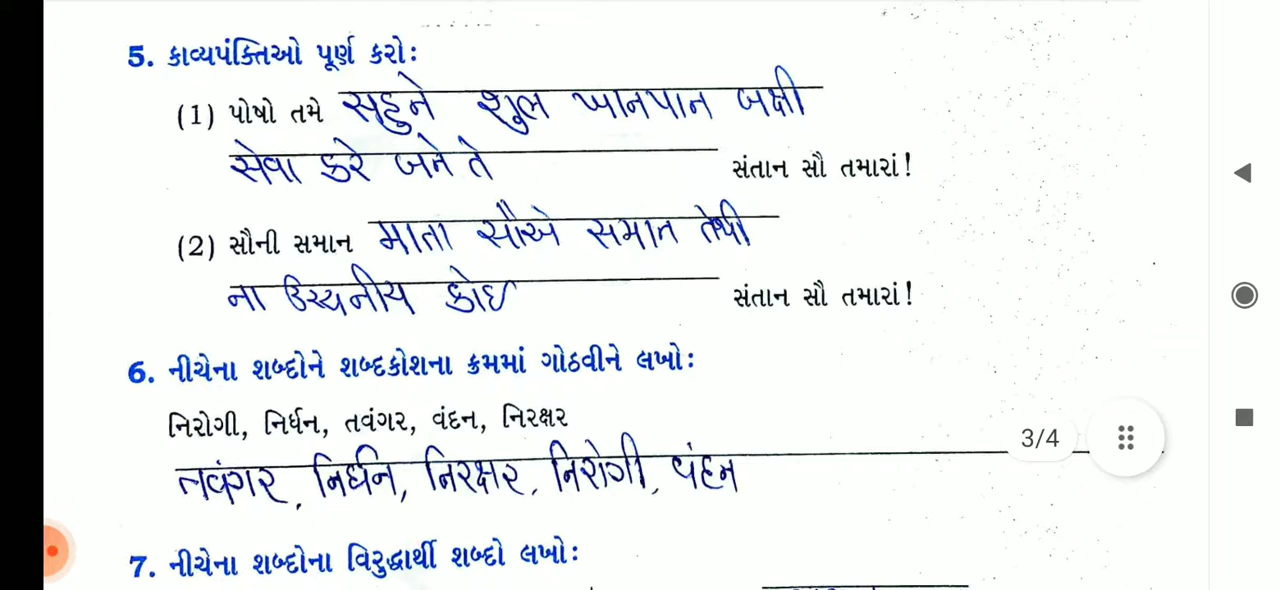 5. કાવ્યપંક્તિઓ પૂર્ણ કરો:
(1) પોષો તમે સહુને શુભ ખાનપાન બક્ષી
સેવા કરે બને તે સંતાન સૌ તમારાં!
(2) સૌની સમાન માતા સૌએ સમાન તેથી
ના ઉચ્ચનીય કોઈ સંતાન સૌ તમારાં!
6. નીચેના શબ્દોને શબ્દકોશના ક્રમમાં ગોઠવીને લખો:
નિરોગી, નિર્ધન, તવંગર, વંદન, નિરક્ષર
3/4
તવંગર, નિર્ધન, નિરક્ષર, નિરોગી, વંદન
7. નીચેના શબ્દોના વિરુદ્ધાર્થી શબ્દો લખો: